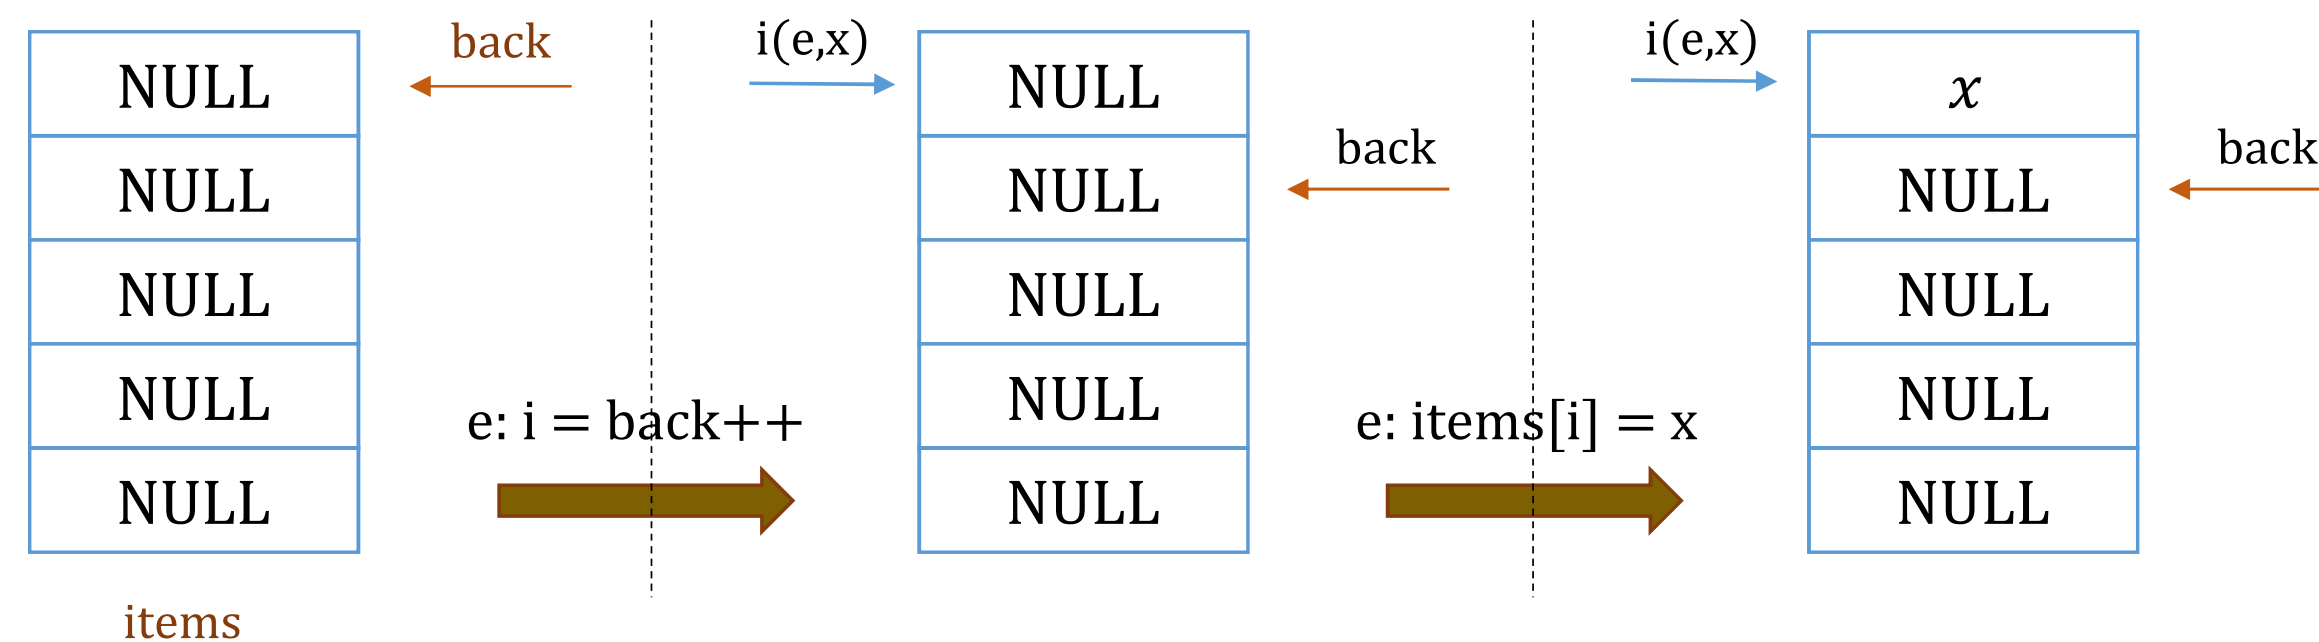 back
NULL
NULL
NULL
NULL
NULL
items
e: i = back++
i(e,x)
NULL
NULL
NULL
NULL
NULL
back
e: items[i] = x
i(e,x)
x
NULL
NULL
NULL
NULL
back